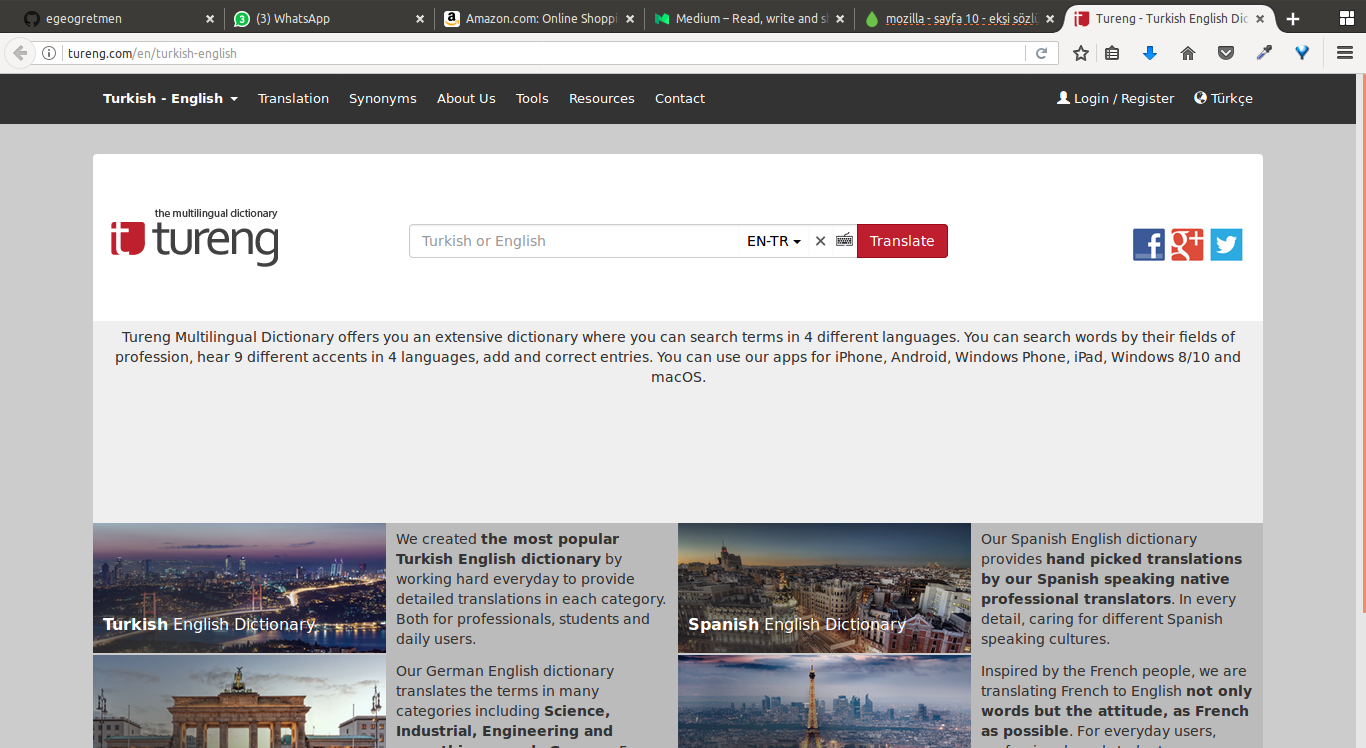 egeogretmen
(3) WhatsApp
Amazon.com: Online Shoppi
Medium – Read, write and sl
mozilla - sayfa 10 - ekşi sözlü
Tureng - Turkish English Dic
tureng.com/en/turkish-english
Turkish - English
Translation
Synonyms
About Us
Tools
Resources
Contact
Login / Register
Türkçe
the multilingual dictionary
tureng
Turkish or English
EN-TR
Translate
Tureng Multilingual Dictionary offers you an extensive dictionary where you can search terms in 4 different languages. You can search words by their fields of
profession, hear 9 different accents in 4 languages, add and correct entries. You can use our apps for iPhone, Android, Windows Phone, iPad, Windows 8/10 and
macOS.
Turkish English Dictionary
We created the most popular
Turkish English dictionary by
working hard everyday to provide
detailed translations in each category.
Both for professionals, students and
daily users.
Spanish English Dictionary
Our Spanish English dictionary
provides hand picked translations
by our Spanish speaking native
professional translators. In every
detail, caring for different Spanish
speaking cultures.
Our German English dictionary
translates the terms in many
categories including Science,
Industrial, Engineering and
Inspired by the French people, we are
translating French to English not only
words but the attitude, as French
as possible. For everyday users,